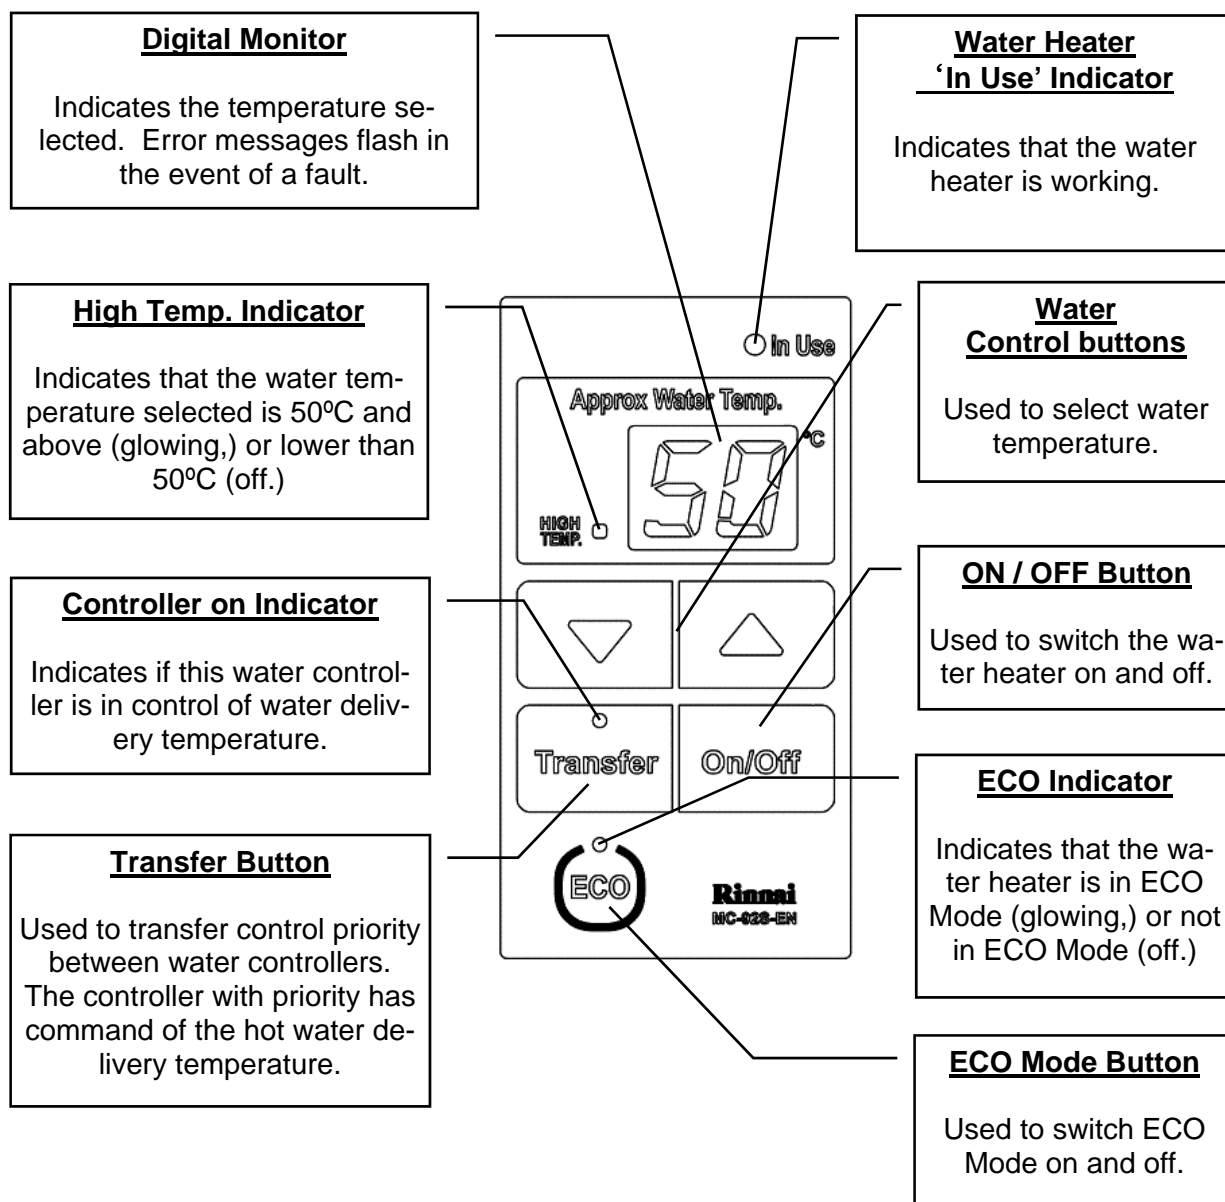 Digital Monitor
Indicates the temperature se-
lected.  Error messages flash in
the event of a fault.
Water Heater
‘In Use’ Indicator
Indicates that the water
heater is working.
High Temp. Indicator
Indicates that the water tem-
perature selected is 50ºC and
above (glowing,) or lower than
50ºC (off.)
Water
Control buttons
Used to select water
temperature.
Controller on Indicator
Indicates if this water control-
ler is in control of water deliv-
ery temperature.
ON / OFF Button
Used to switch the wa-
ter heater on and off.
Transfer Button
Used to transfer control priority
between water controllers.
The controller with priority has
command of the hot water de-
livery temperature.
ECO Indicator
Indicates that the wa-
ter heater is in ECO
Mode (glowing,) or not
in ECO Mode (off.)
ECO Mode Button
Used to switch ECO
Mode on and off.
In Use
Approx Water Temp.
50 ºC
HIGH
TEMP.
Transfer
On/Off
ECO
Rinnai
MC-92S-EN